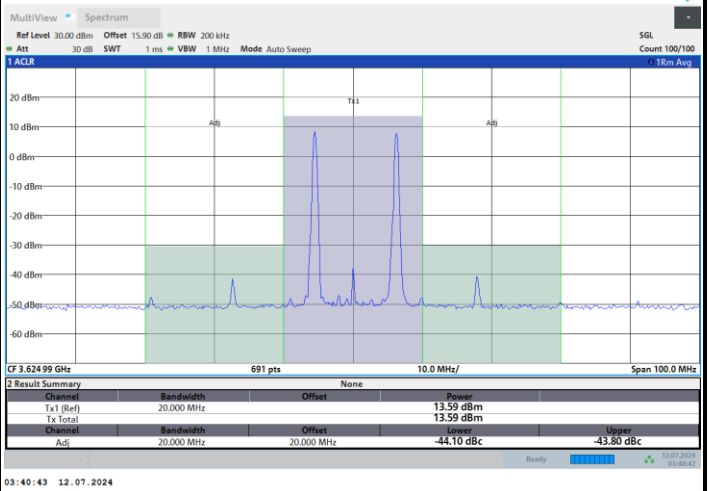 MultiView Spectrum
Ref Level 30.00 dBm Offset 15.90 dB RBW 200 kHz SGL
Att 30 dB SWT 1 ms VBW 1 MHz Mode Auto Sweep Count 100/100
1 ACLR 1Rm Avg
20 dBm
Tx1
10 dBm
Adj Adj
0 dBm
-10 dBm
-20 dBm
-30 dBm
-40 dBm
-50 dBm
-60 dBm
CF 3.624 99 GHz 691 pts 10.0 MHz/ Span 100.0 MHz
2 Result Summary None
Channel Bandwidth Offset Power
Tx1 (Ref) 20.000 MHz 13.59 dBm
Tx Total 13.59 dBm
Channel Bandwidth Offset Lower Upper
Adj 20.000 MHz 20.000 MHz -44.10 dBc -43.80 dBc
Ready 12.07.2024
03:40:42
03:40:43 12.07.2024